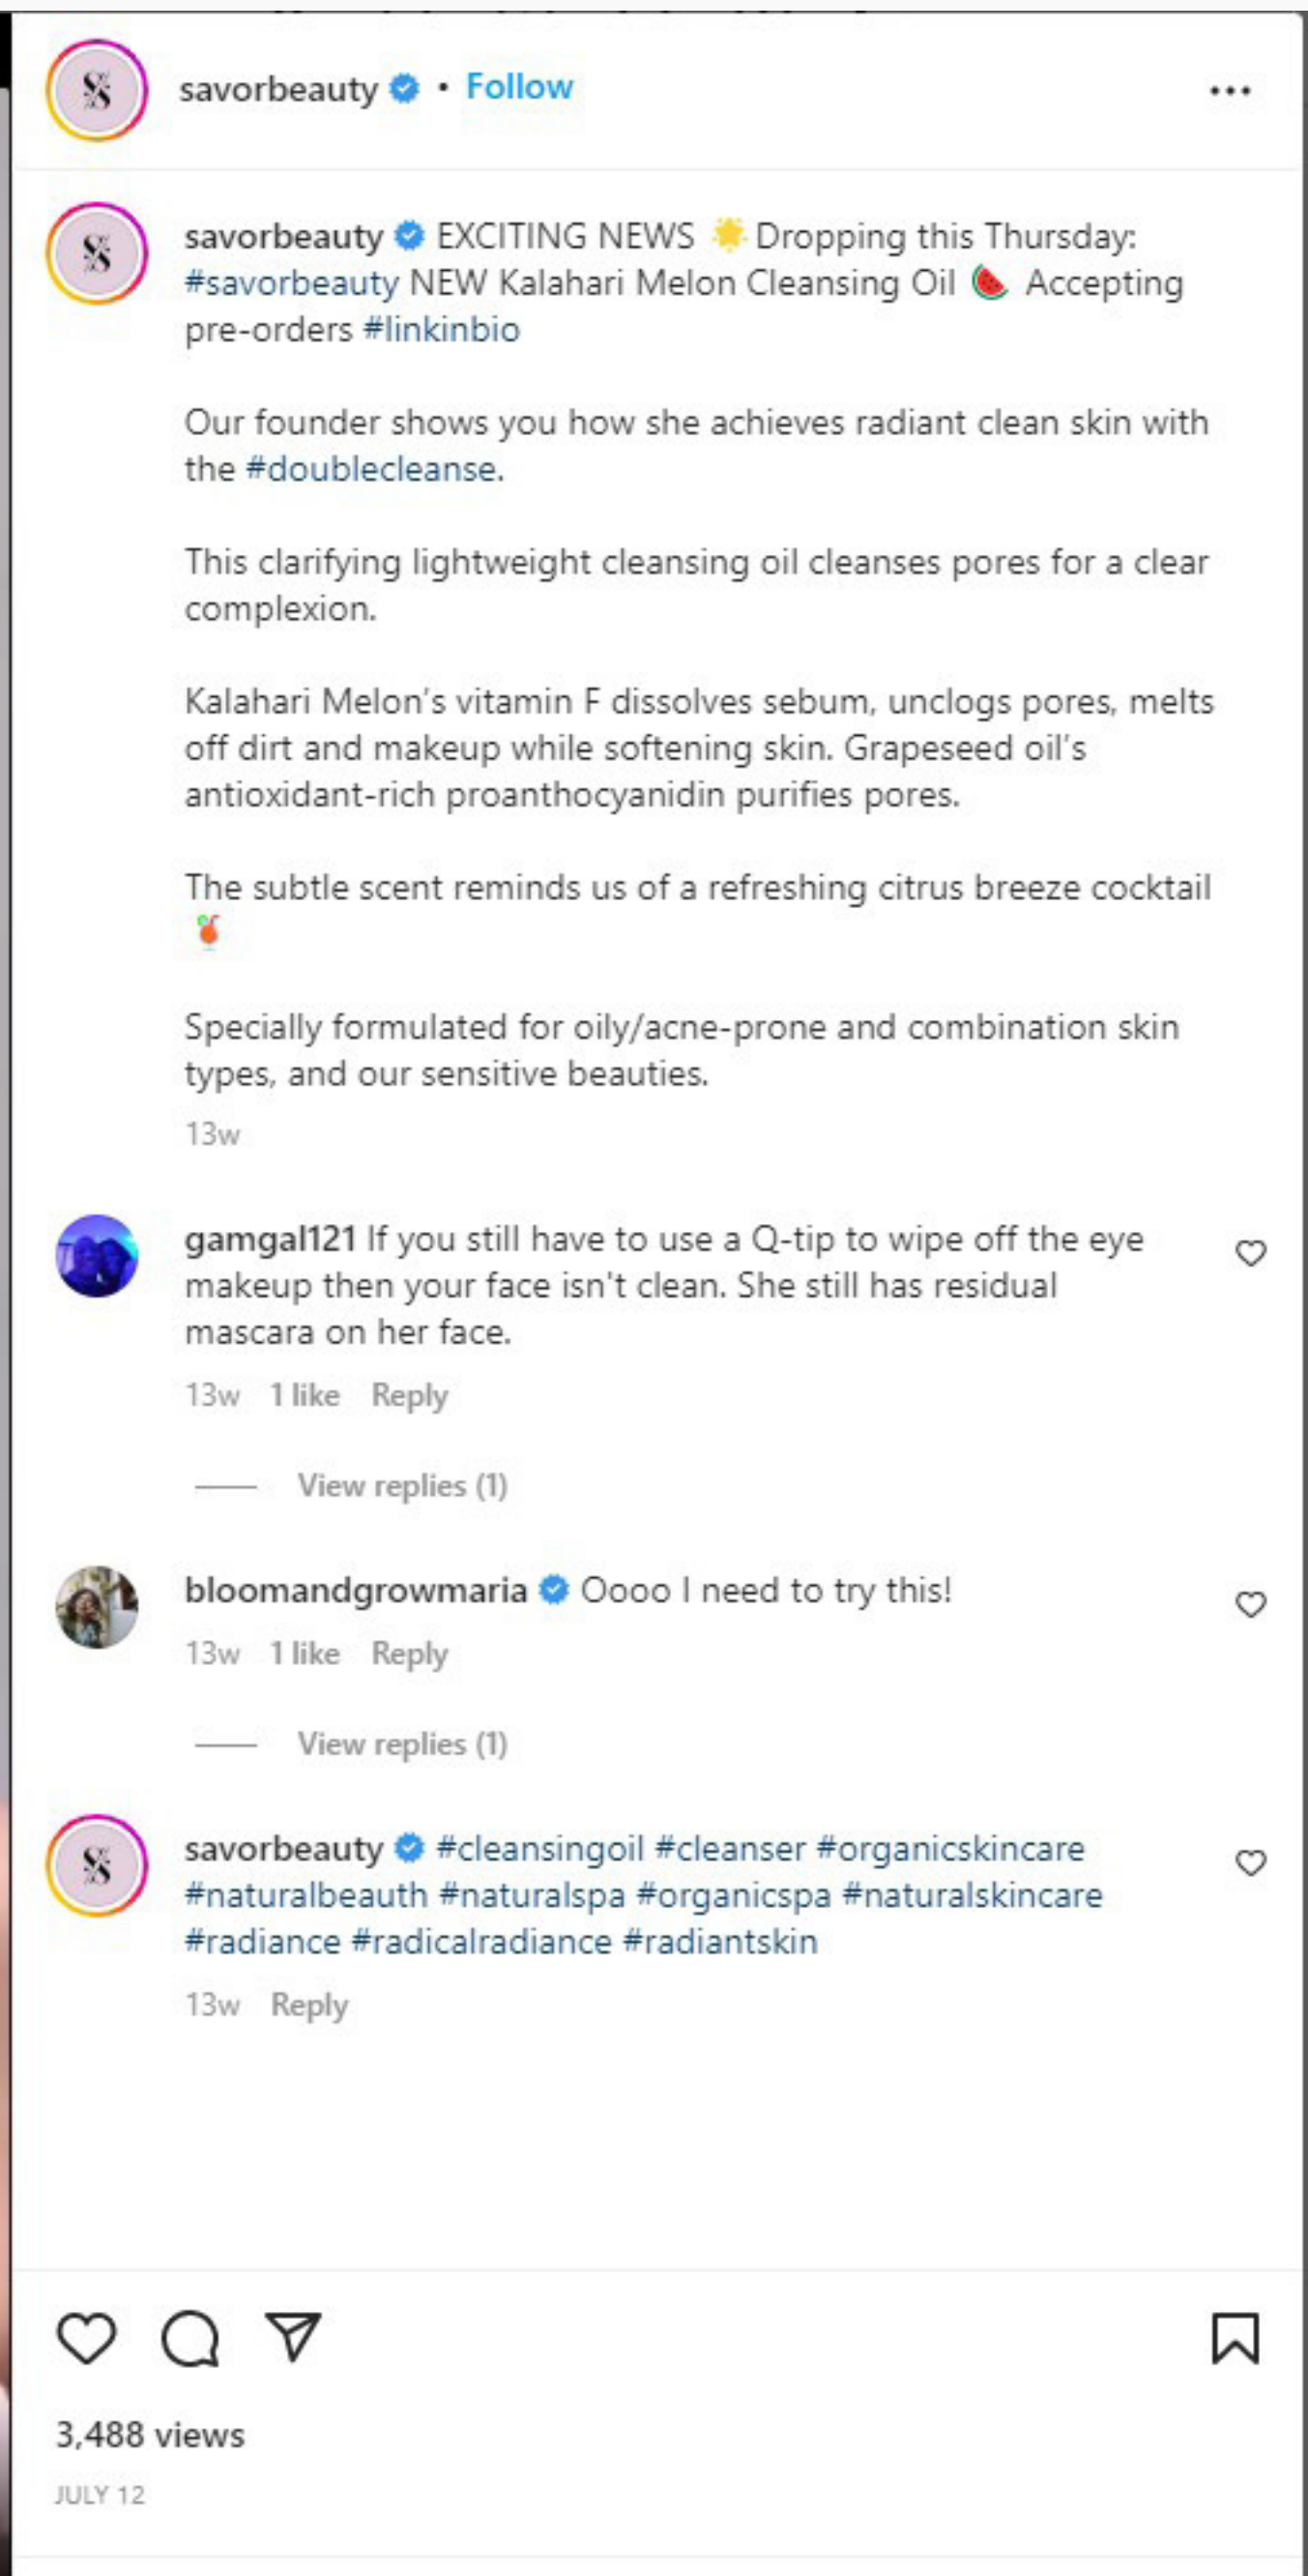 savorbeauty • Follow
savorbeauty EXCITING NEWS 🌟 Dropping this Thursday:
#savorbeauty NEW Kalahari Melon Cleansing Oil 🍉 Accepting
pre-orders #linkinbio
Our founder shows you how she achieves radiant clean skin with
the #doublecleanse.
This clarifying lightweight cleansing oil cleanses pores for a clear
complexion.
Kalahari Melon’s vitamin F dissolves sebum, unclogs pores, melts
off dirt and makeup while softening skin. Grapeseed oil’s
antioxidant-rich proanthocyanidin purifies pores.
The subtle scent reminds us of a refreshing citrus breeze cocktail
🍹
Specially formulated for oily/acne-prone and combination skin
types, and our sensitive beauties.
13w
gamgal121 If you still have to use a Q-tip to wipe off the eye
makeup then your face isn't clean. She still has residual
mascara on her face.
13w 1 like Reply
View replies (1)
bloomandgrowmaria Oooo I need to try this!
13w 1 like Reply
View replies (1)
savorbeauty #cleansingoil #cleanser #organicskincare
#naturalbeauth #naturalspa #organicspa #naturalskincare
#radiance #radicalradiance #radiantskin
13w Reply
3,488 views
JULY 12